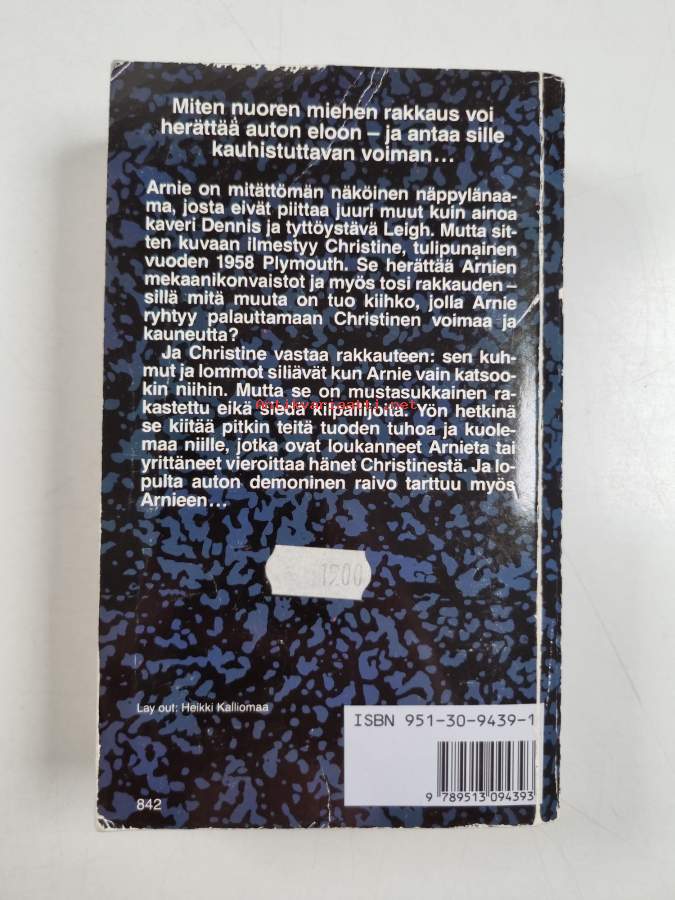 Miten nuoren miehen rakkaus voi
herättää auton eloon – ja antaa sille
kauhistuttavan voiman...
Arnie on mitättömän näköinen näppylänaa-
ma, josta eivät piittaa juuri muut kuin ainoa
kaveri Dennis ja tyttöystävä Leigh. Mutta sit-
ten kuvaan ilmestyy Christine, tulipunainen
vuoden 1958 Plymouth. Se herättää Arnien
mekaanikonvaistot ja myös tosi rakkauden –
sillä mitä muuta on tuo kiihko, jolla Arnie
ryhtyy palauttamaan Christinen voimaa ja
kauneutta?
Ja Christine vastaa rakkauteen: sen kuh-
mut ja lommot siliävät kun Arnie vain katsoo-
kin niihin. Mutta se on mustasukkainen ra-
kastettu eikä siedä kilpailijoita. Yön hetkinä
Antikvariaatti.net
se kiitää pitkin teitä tuoden tuhoa ja kuole-
maa niille, jotka ovat loukanneet Arnieta tai
yrittäneet vieroittaa hänet Christinestä. Ja lo-
pulta auton demoninen raivo tarttuu myös
Arnieen...
1200
Lay out: Heikki Kalliomaa
ISBN 951-30-9439-1
9 789513 094393
842